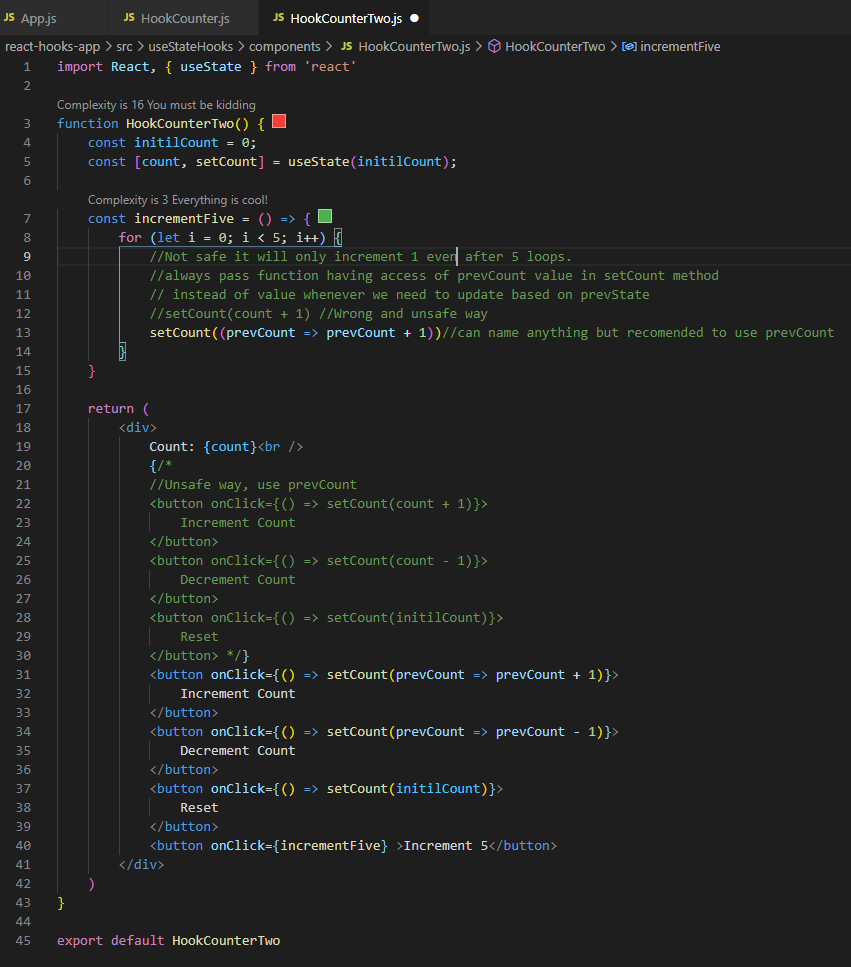 JS App.js JS HookCounter.js JS HookCounterTwo.js ●
react-hooks-app > src > useStateHooks > components > JS HookCounterTwo.js > HookCounterTwo > incrementFive
1 import React, { useState } from 'react'
2
Complexity is 16 You must be kidding
3 function HookCounterTwo() {
4 const initilCount = 0;
5 const [count, setCount] = useState(initilCount);
6
Complexity is 3 Everything is cool!
7 const incrementFive = () => {
8 for (let i = 0; i < 5; i++) {
9 //Not safe it will only increment 1 even after 5 loops.
10 //always pass function having access of prevCount value in setCount method
11 // instead of value whenever we need to update based on prevState
12 //setCount(count + 1) //Wrong and unsafe way
13 setCount((prevCount => prevCount + 1))//can name anything but recomended to use prevCount
14 }
15 }
16
17 return (
18 <div>
19 Count: {count}<br />
20 {/*
21 //Unsafe way, use prevCount
22 <button onClick={() => setCount(count + 1)}>
23 Increment Count
24 </button>
25 <button onClick={() => setCount(count - 1)}>
26 Decrement Count
27 </button>
28 <button onClick={() => setCount(initilCount)}>
29 Reset
30 </button> */}
31 <button onClick={() => setCount(prevCount => prevCount + 1)}>
32 Increment Count
33 </button>
34 <button onClick={() => setCount(prevCount => prevCount - 1)}>
35 Decrement Count
36 </button>
37 <button onClick={() => setCount(initilCount)}>
38 Reset
39 </button>
40 <button onClick={incrementFive} >Increment 5</button>
41 </div>
42 )
43 }
44
45 export default HookCounterTwo